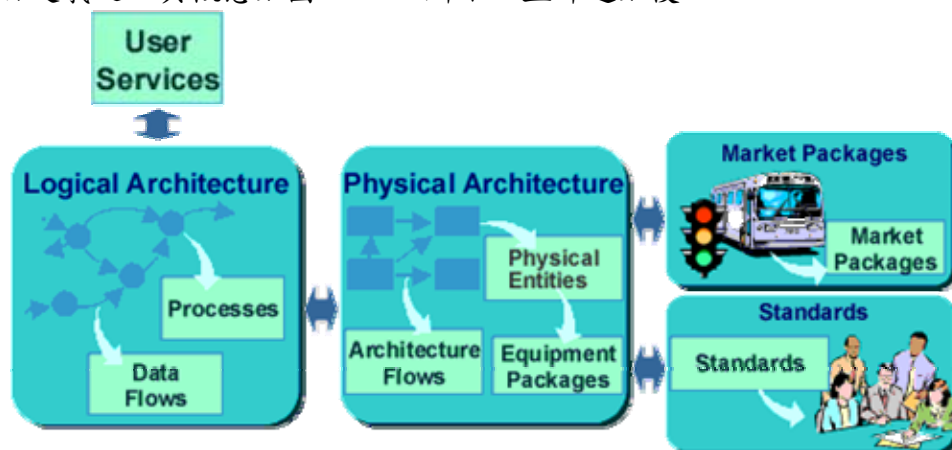 User
Services
Logical Architecture
Processes
Data
Flows
Physical Architecture
Physical
Entities
Architecture
Flows
Equipment
Packages
Market Packages
Market
Packages
Standards
Standards